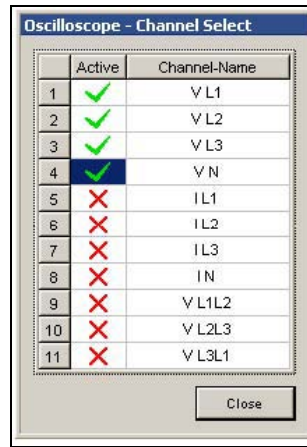 Oscilloscope - Channel Select
Active Channel-Name
1 V L1
2 V L2
3 V L3
4 V N
5 I L1
6 I L2
7 I L3
8 I N
9 V L1L2
10 V L2L3
11 V L3L1
Close